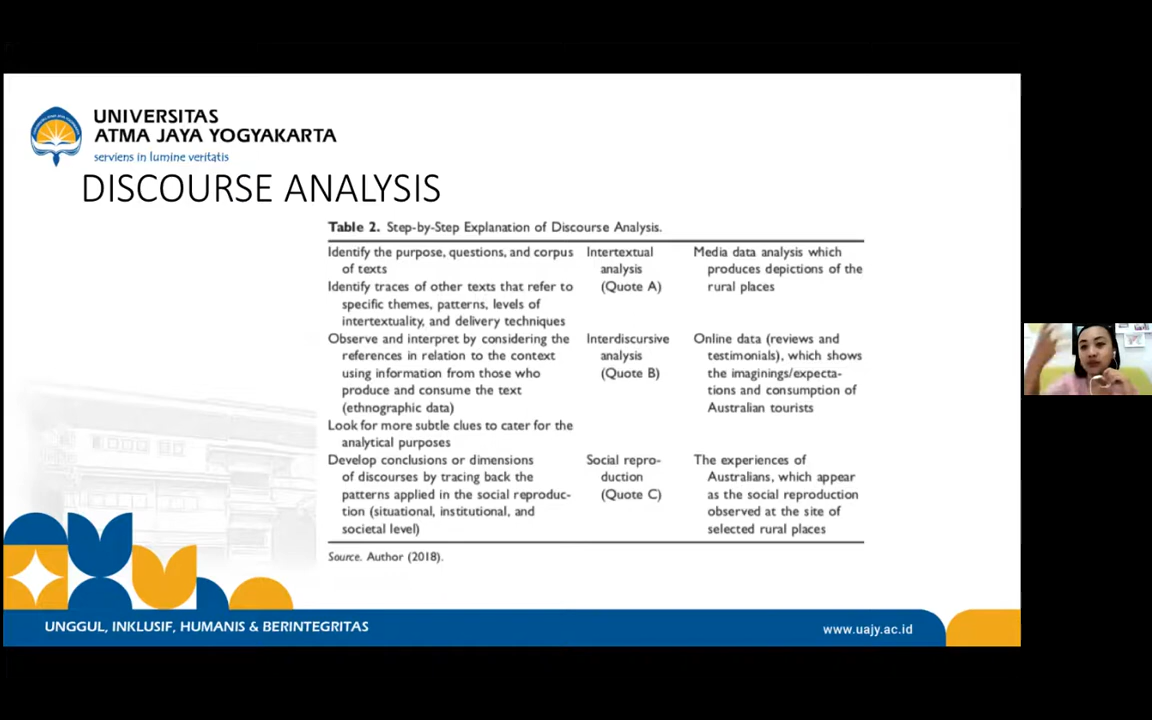 UNIVERSITAS
ATMA JAYA YOGYAKARTA
serviens in lumine veritatis
DISCOURSE ANALYSIS
Table 2. Step-by-Step Explanation of Discourse Analysis.
Identify the purpose, questions, and corpus
of texts
Identify traces of other texts that refer to
specific themes, patterns, levels of
intertextuality, and delivery techniques
Intertextual
analysis
(Quote A)
Media data analysis which
produces depictions of the
rural places
Observe and interpret by considering the
references in relation to the context
using information from those who
produce and consume the text
(ethnographic data)
Look for more subtle clues to cater for the
analytical purposes
Interdiscursive
analysis
(Quote B)
Online data (reviews and
testimonials), which shows
the imaginings/expecta-
tions and consumption of
Australian tourists
Develop conclusions or dimensions
of discourses by tracing back the
patterns applied in the social reproduc-
tion (situational, institutional, and
societal level)
Social repro-
duction
(Quote C)
The experiences of
Australians, which appear
as the social reproduction
observed at the site of
selected rural places
Source. Author (2018).
UNGGUL, INKLUSIF, HUMANIS & BERINTEGRITAS
www.uajy.ac.id